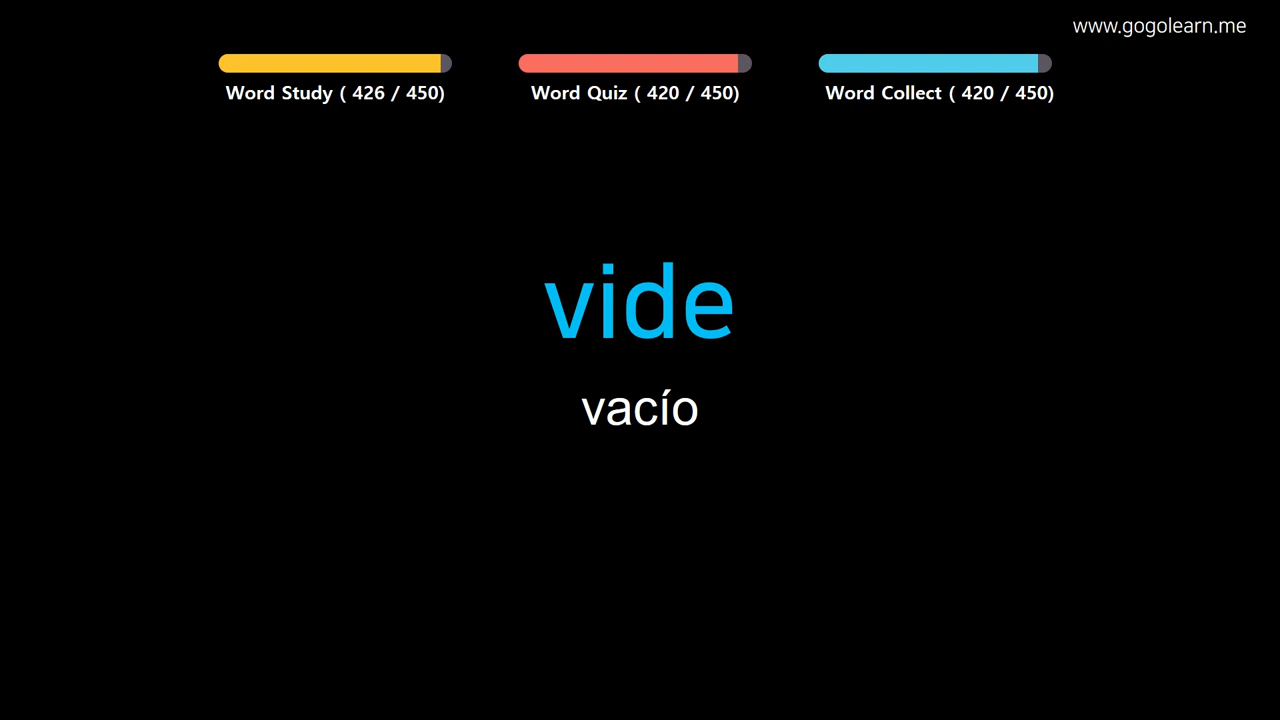 www.gogolearn.me
Word Study ( 426 / 450)
Word Quiz ( 420 / 450)
Word Collect ( 420 / 450)
vide
vacío